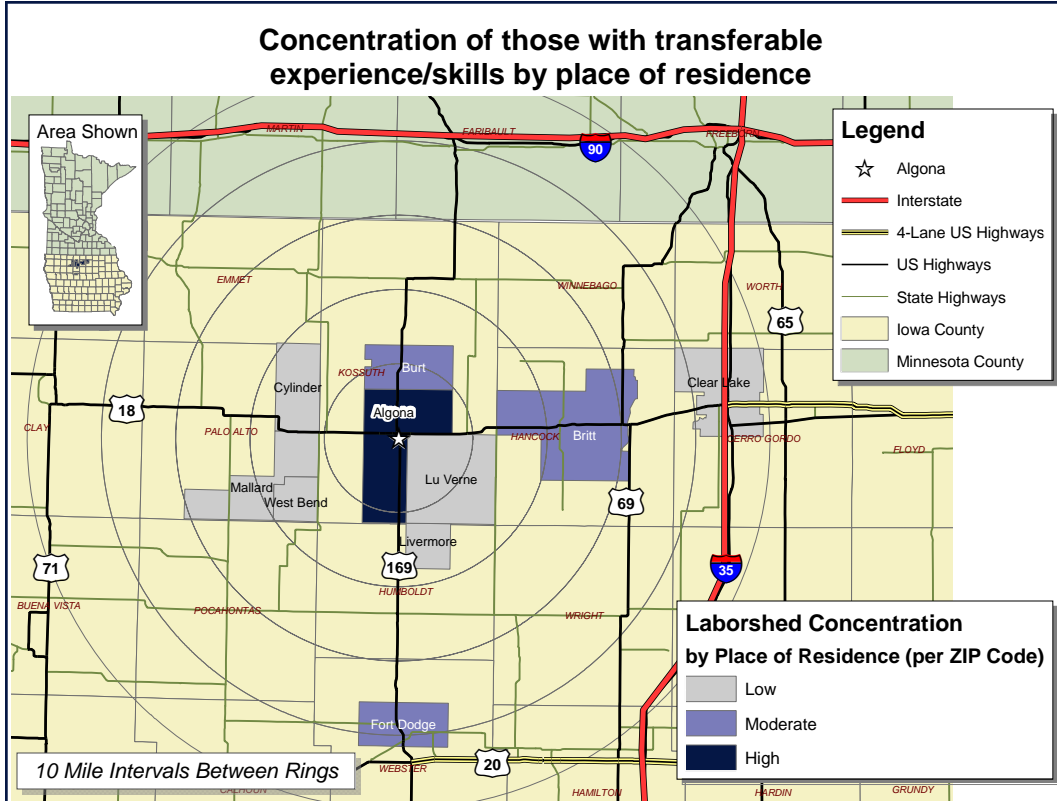 Concentration of those with transferable
experience/skills by place of residence
Area Shown
MARTIN
FARIBAULT
FREEBORN
90
Legend
Algona
Interstate
4-Lane US Highways
US Highways
State Highways
Iowa County
Minnesota County
EMMET
WINNEBAGO
WORTH
65
KOSSUTH
Burt
Cylinder
Clear Lake
Algona
18
CLAY
PALO ALTO
HANCOCK
Britt
CERRO GORDO
FLOYD
Mallard
West Bend
Lu Verne
69
Livermore
71
169
35
HUMBOLDT
BUENA VISTA
POCAHONTAS
WRIGHT
Laborshed Concentration
by Place of Residence (per ZIP Code)
Low
Moderate
High
Fort Dodge
10 Mile Intervals Between Rings
WEBSTER
20
CALHOUN
HAMILTON
HARDIN
GRUNDY